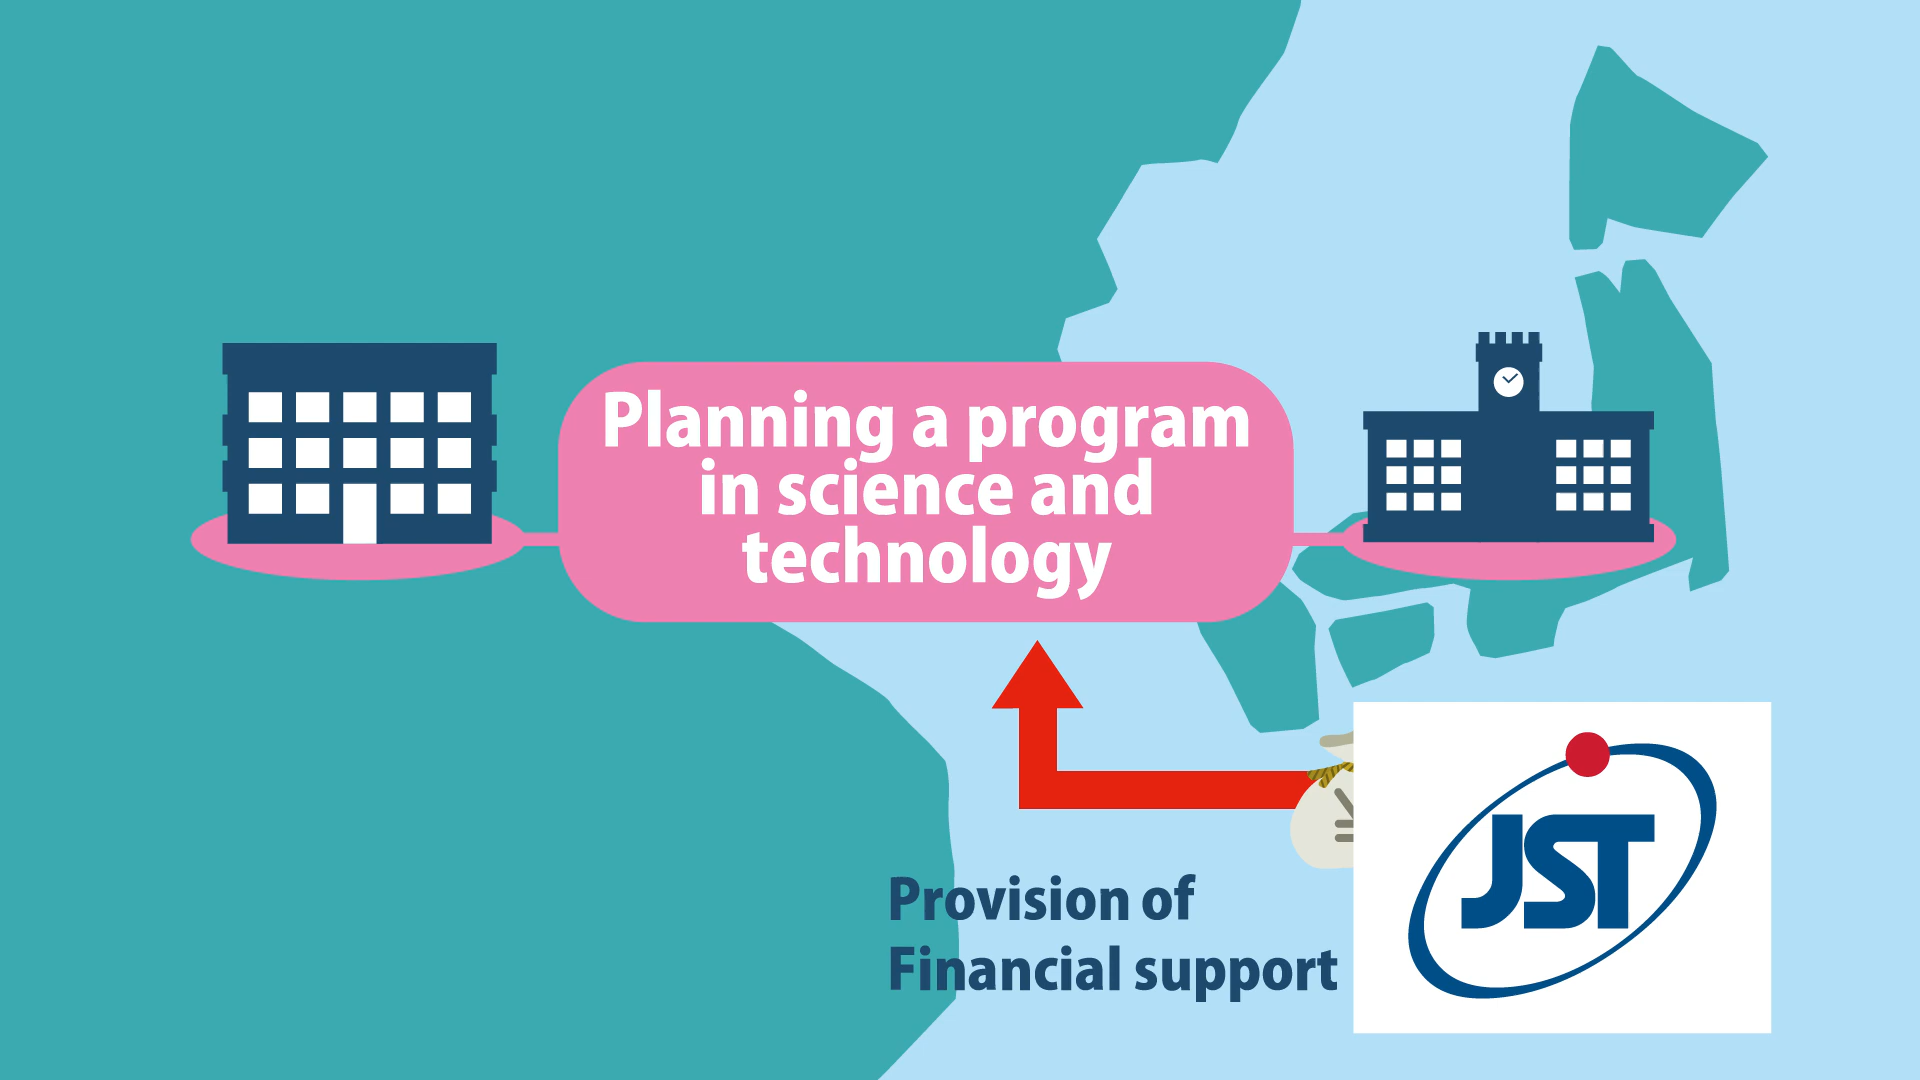 Planning a program
in science and
technology
¥
Provision of
Financial support
JST